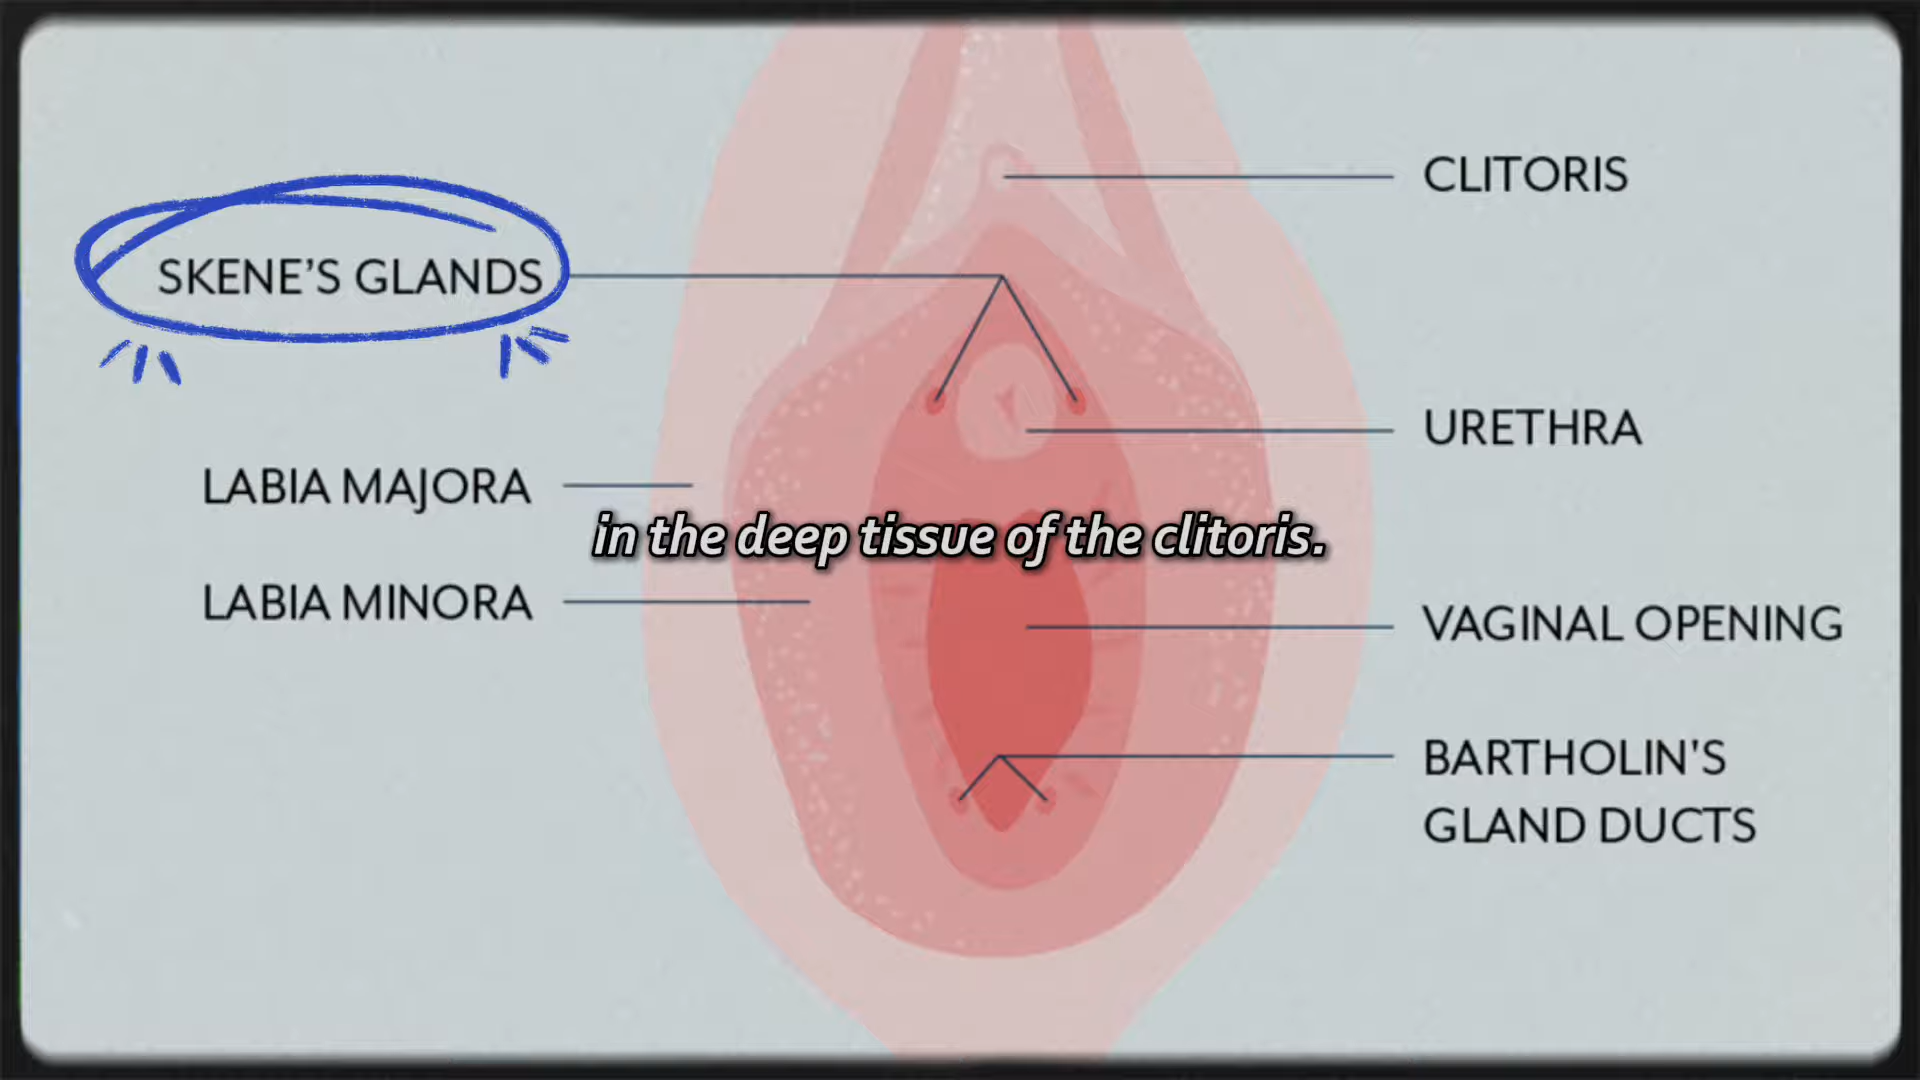 CLITORIS
SKENE'S GLANDS
URETHRA
LABIA MAJORA
in the deep tissue of the clitoris.
LABIA MINORA
VAGINAL OPENING
BARTHOLIN'S
GLAND DUCTS